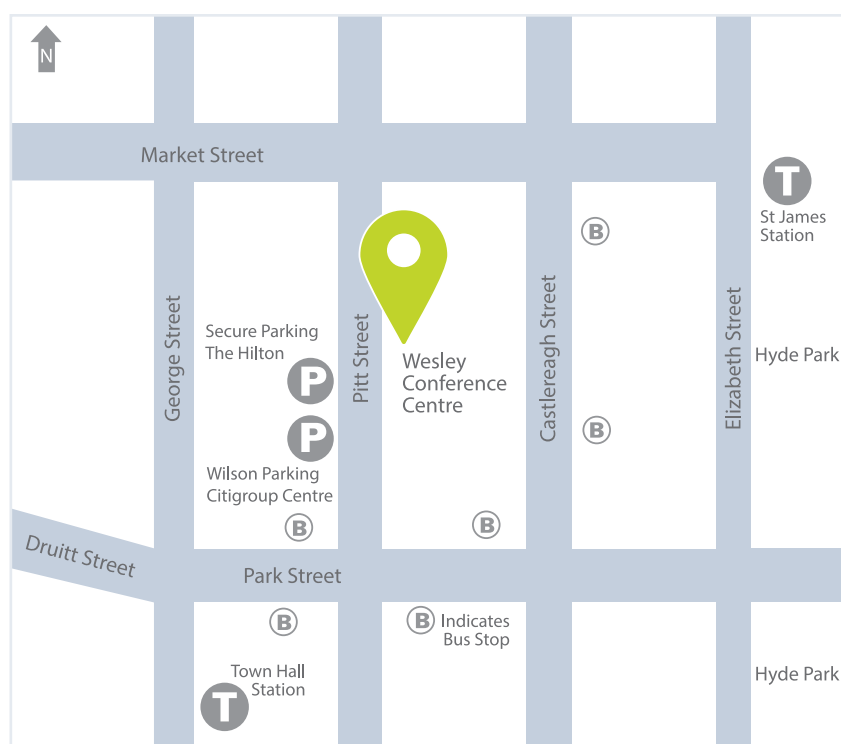 N
Market Street
T
St James
Station
B
George Street
Pitt Street
Castlereagh Street
Elizabeth Street
Secure Parking
The Hilton
P
Wesley
Conference
Centre
Hyde Park
P
B
Wilson Parking
Citigroup Centre
B
B
Druitt Street
Park Street
B
B
Indicates
Bus Stop
Town Hall
Station
T
Hyde Park